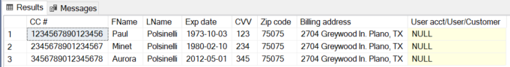 Results Messages
CC # FName LName Exp date CVV Zip code Billing address User acct/User/Customer
1 1234567890123456 Paul Polsinelli 1973-10-03 123 75075 2704 Greywood ln. Plano, TX NULL
2 2345678901234567 Minet Polsinelli 1980-02-10 234 75075 2704 Greywood ln. Plano, TX NULL
3 3456789012345678 Aurora Polsinelli 2012-05-01 345 75075 2704 Greywood ln. Plano, TX NULL